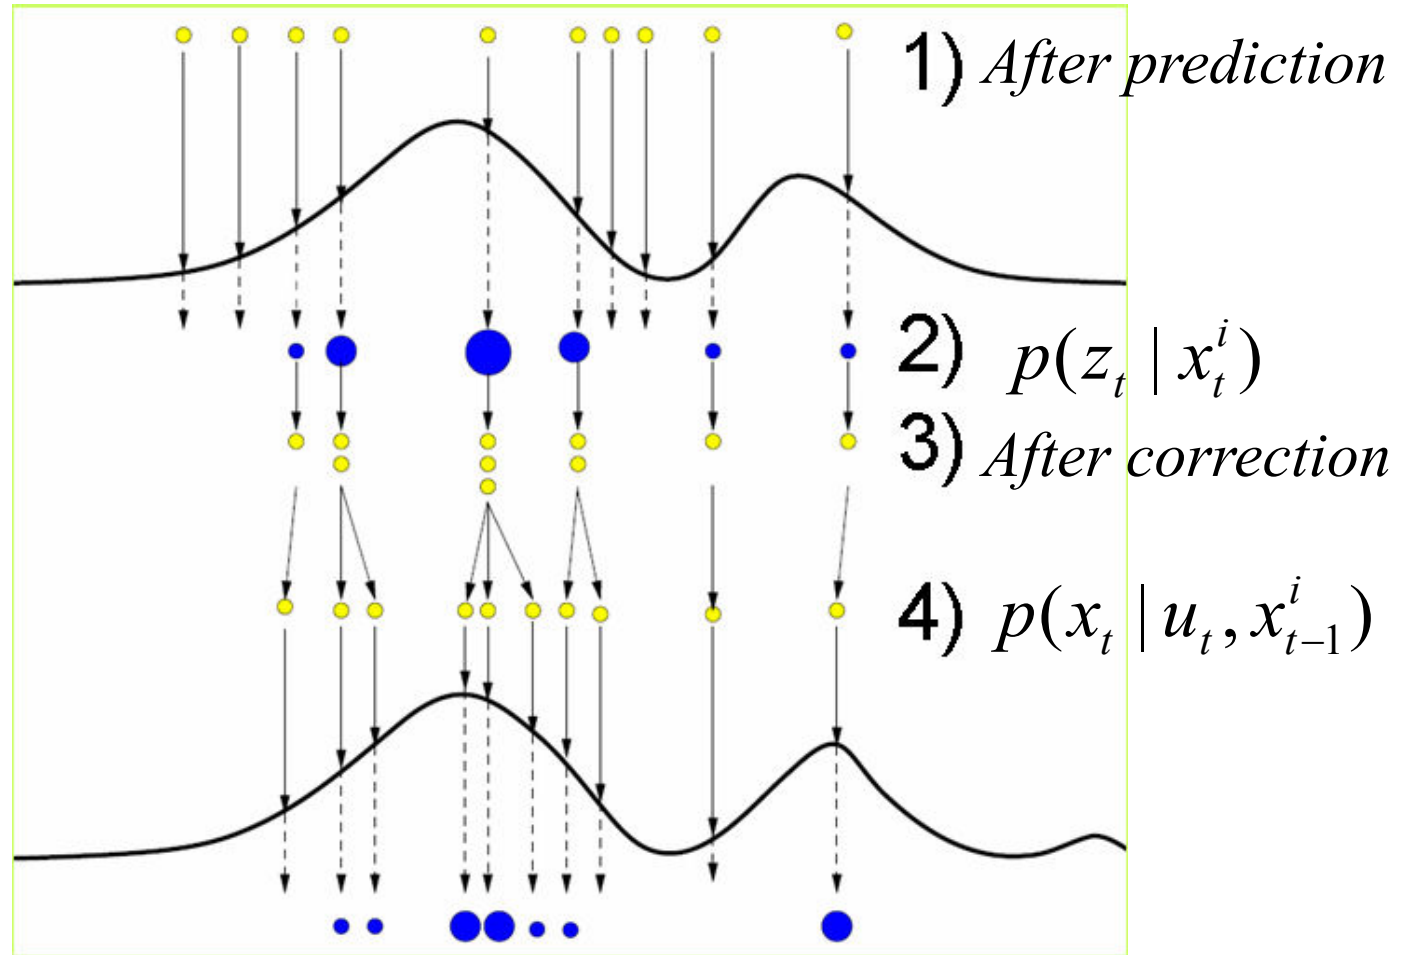 1) After prediction
2) p(z_t | x_t^i)
3) After correction
4) p(x_t | u_t, x_{t-1}^i)